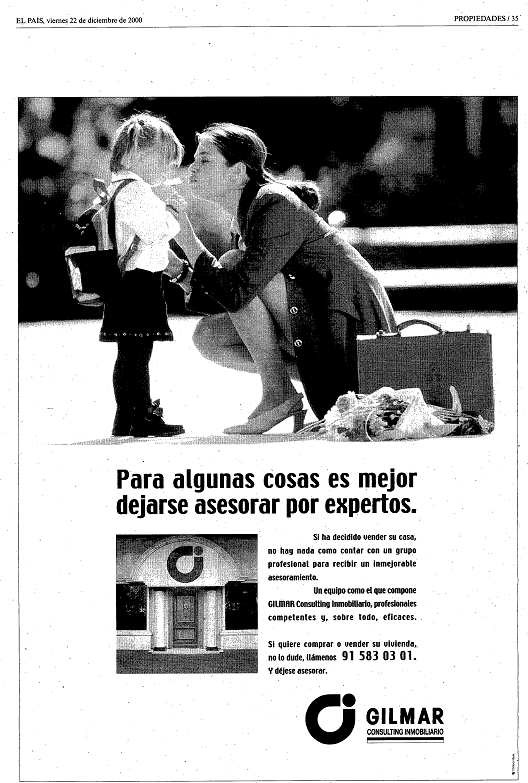 EL PAÍS, viernes 22 de diciembre de 2000
PROPIEDADES / 35
Para algunas cosas es mejor
dejarse asesorar por expertos.
Si ha decidido vender su casa,
no hay nada como contar con un grupo
profesional para recibir un inmejorable
asesoramiento.
Un equipo como el que compone
GILMAR Consulting Inmobiliario, profesionales
competentes y, sobre todo, eficaces.
Si quiere comprar o vender su vivienda,
no lo dude, llámenos 91 583 03 01.
Y déjese asesorar.
GILMAR
CONSULTING INMOBILIARIO